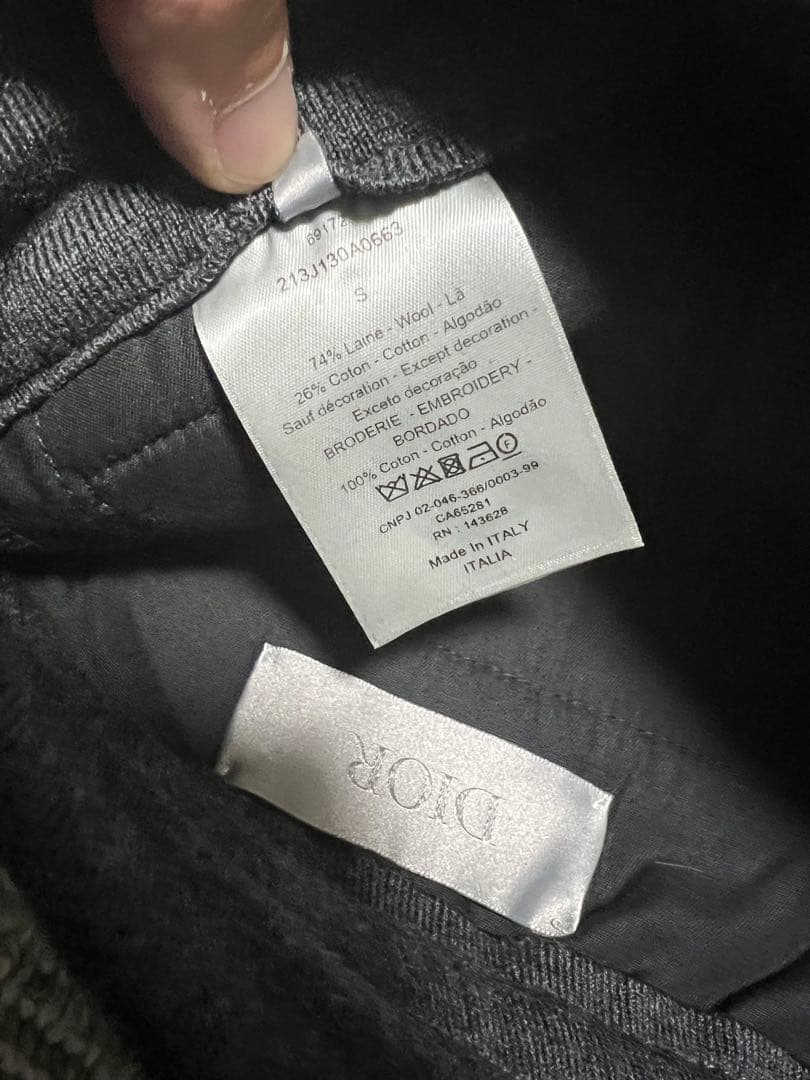 213J130A0663
S
74% Laine - Wool - Lã
26% Coton - Cotton - Algodão
Sauf décoration - Except decoration -
Exceto decoração
BRODERIE - EMBROIDERY -
BORDADO
100% Coton - Cotton - Algodão
F
CNPJ 02-046-366/0003-99
CA65281
RN : 143628
Made In ITALY
ITALIA
DIOR